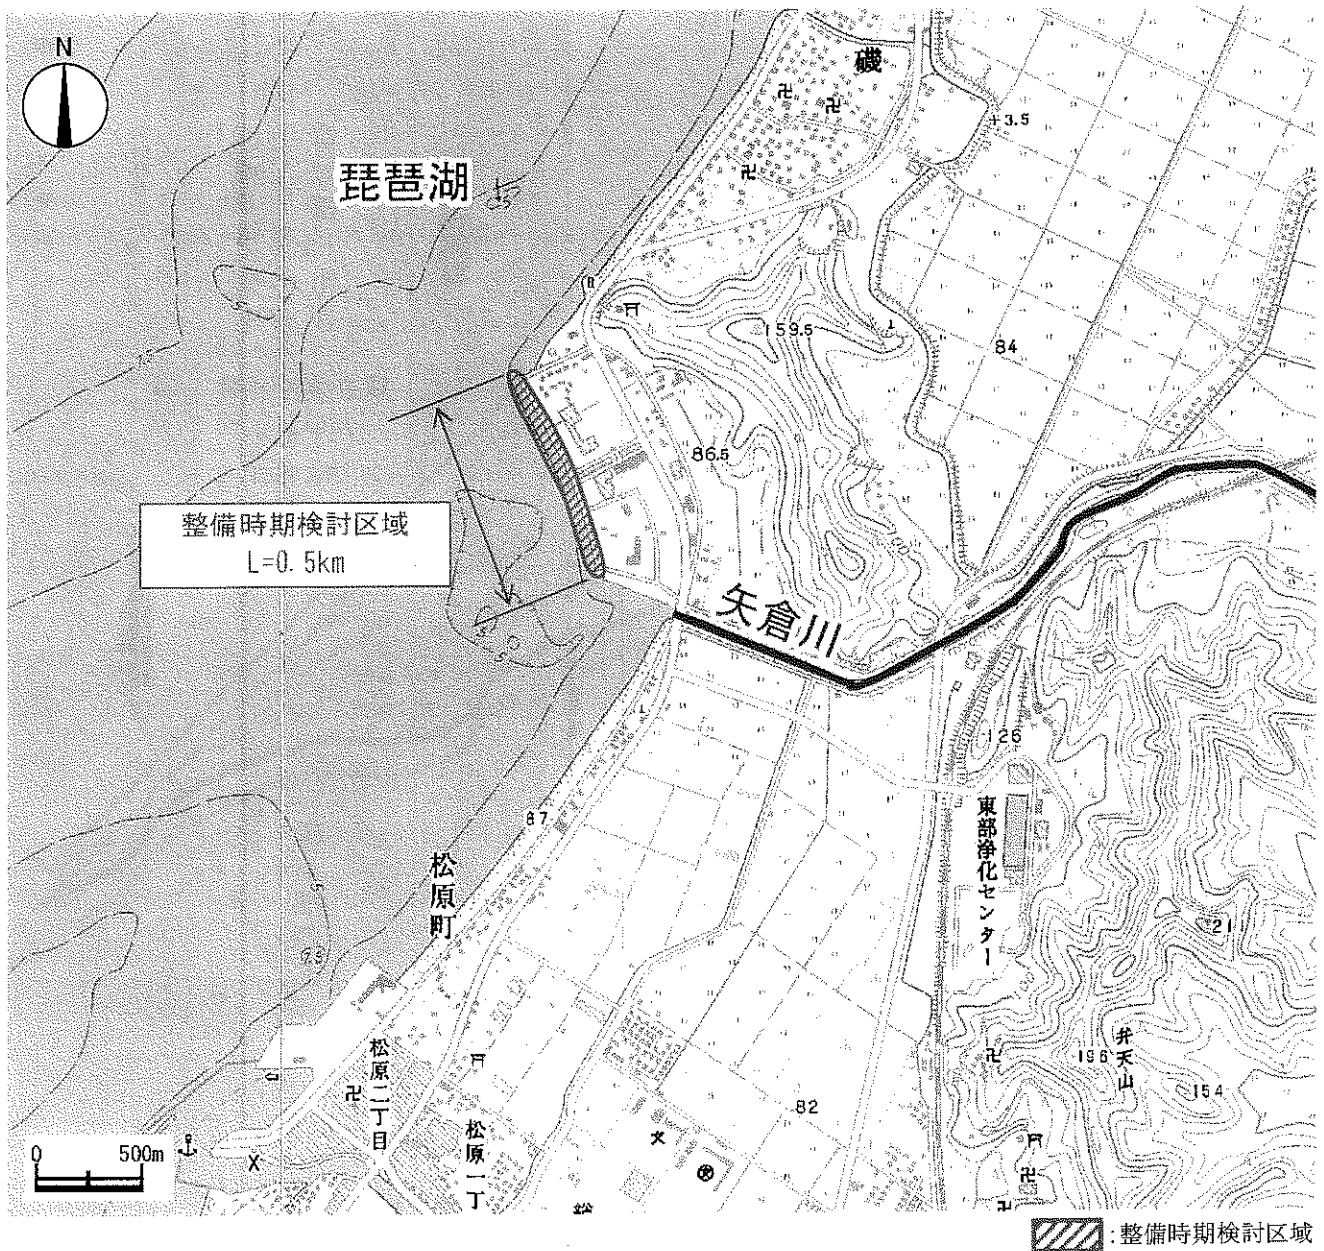 N
磯
+3.5
琵琶湖
159.5
84
86.5
整備時期検討区域
L=0.5km
矢倉川
126
東部浄化センター
87
松原町
211
弁天山
196
154
松原二丁目
松原一丁
82
0 500m
: 整備時期検討区域